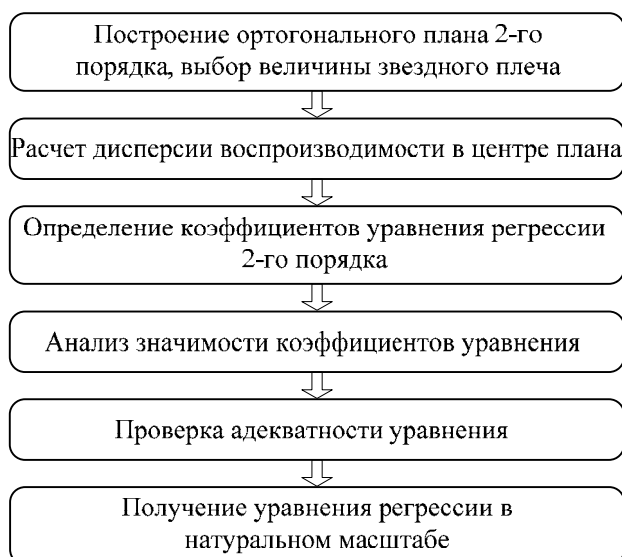 Построение ортогонального плана 2-го
порядка, выбор величины звездного плеча
Расчет дисперсии воспроизводимости в центре плана
Определение коэффициентов уравнения регрессии
2-го порядка
Анализ значимости коэффициентов уравнения
Проверка адекватности уравнения
Получение уравнения регрессии в
натуральном масштабе